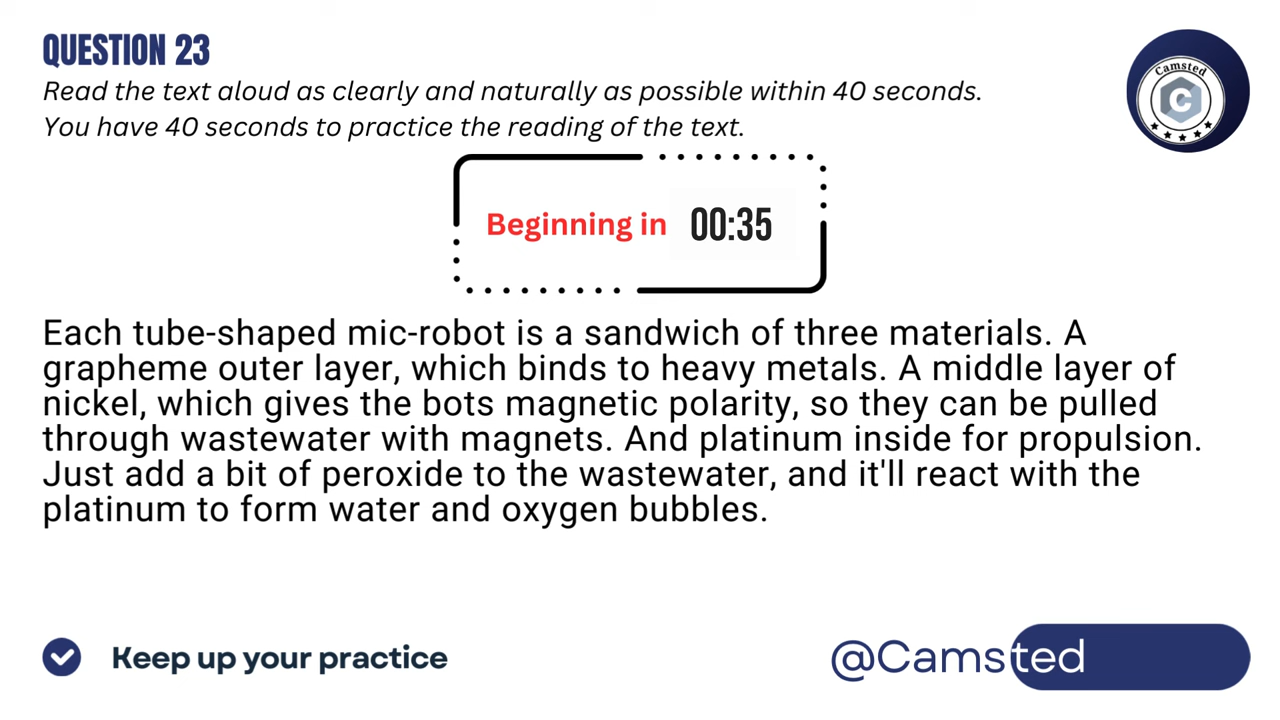 QUESTION 23
Read the text aloud as clearly and naturally as possible within 40 seconds.
You have 40 seconds to practice the reading of the text.
Camsted
C
Beginning in 00:35
Each tube-shaped mic-robot is a sandwich of three materials. A
grapheme outer layer, which binds to heavy metals. A middle layer of
nickel, which gives the bots magnetic polarity, so they can be pulled
through wastewater with magnets. And platinum inside for propulsion.
Just add a bit of peroxide to the wastewater, and it'll react with the
platinum to form water and oxygen bubbles.
Keep up your practice
@Camsted